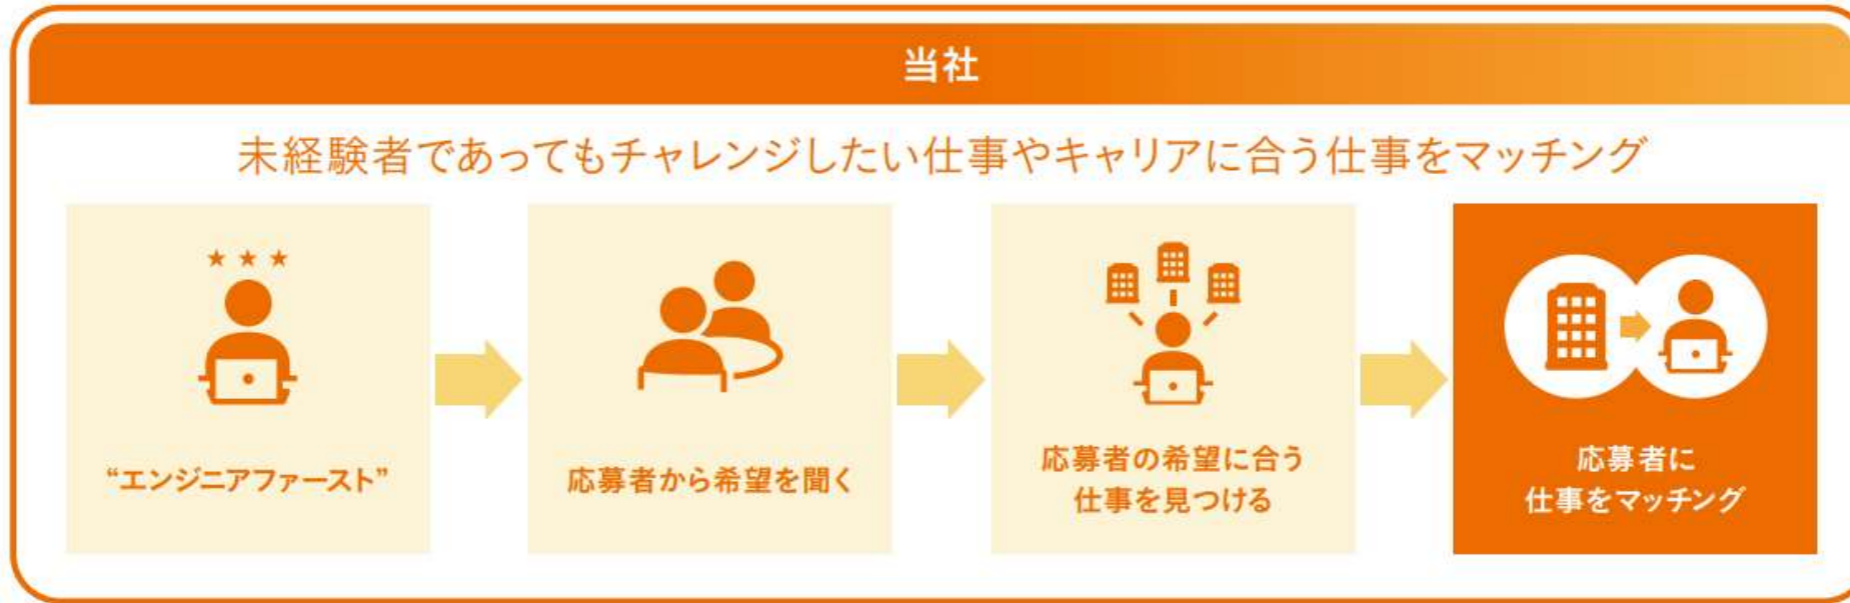 当社
未経験者であってもチャレンジしたい仕事やキャリアに合う仕事をマッチング
“エンジニアファースト”
応募者から希望を聞く
応募者の希望に合う
仕事を見つける
応募者に
仕事をマッチング